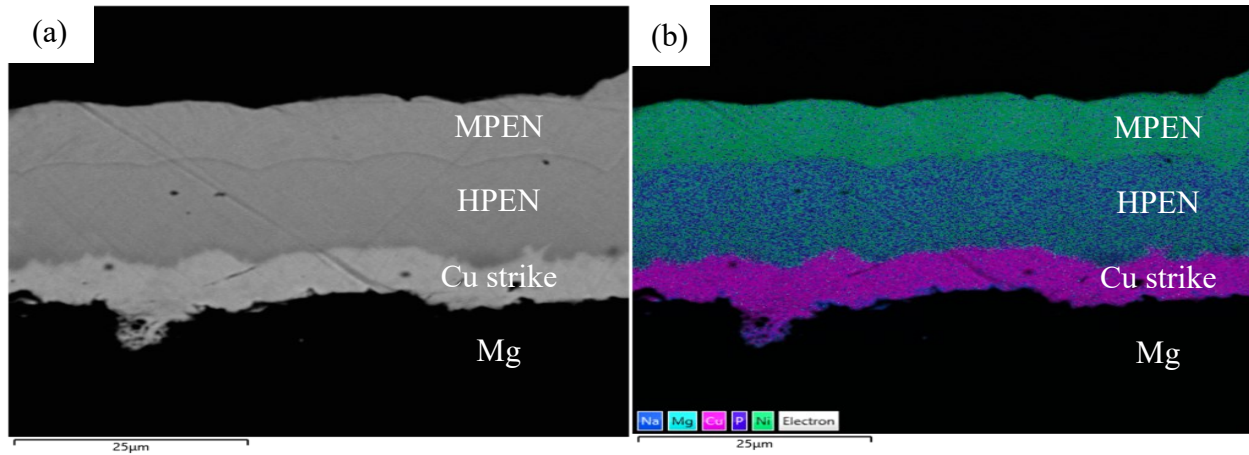 (a)
MPEN
HPEN
Cu strike
Mg
25µm
(b)
MPEN
HPEN
Cu strike
Mg
Na Mg Cu P Ni Electron
25µm